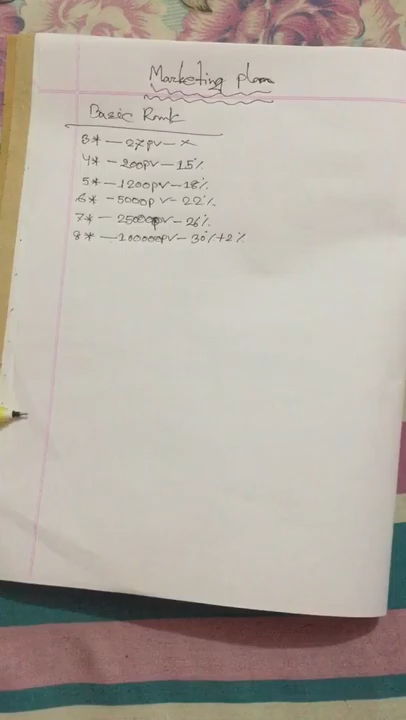 Marketing plan
Basic Rank
3* — 27pv — x
4* — 200pv — 15%
5* — 1200pv — 18%
6* — 5000pv — 22%
7* — 25000pv — 26%
8* — 100000pv — 30%+2%